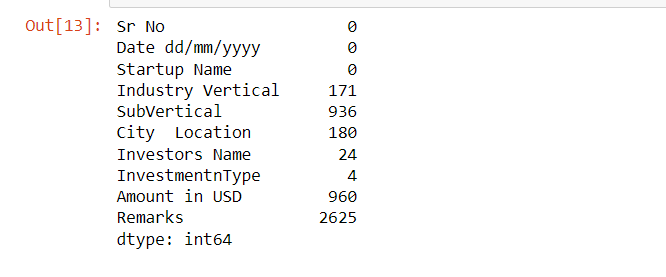 Out[13]: Sr No 0
Date dd/mm/yyyy 0
Startup Name 0
Industry Vertical 171
SubVertical 936
City  Location 180
Investors Name 24
InvestmentnType 4
Amount in USD 960
Remarks 2625
dtype: int64